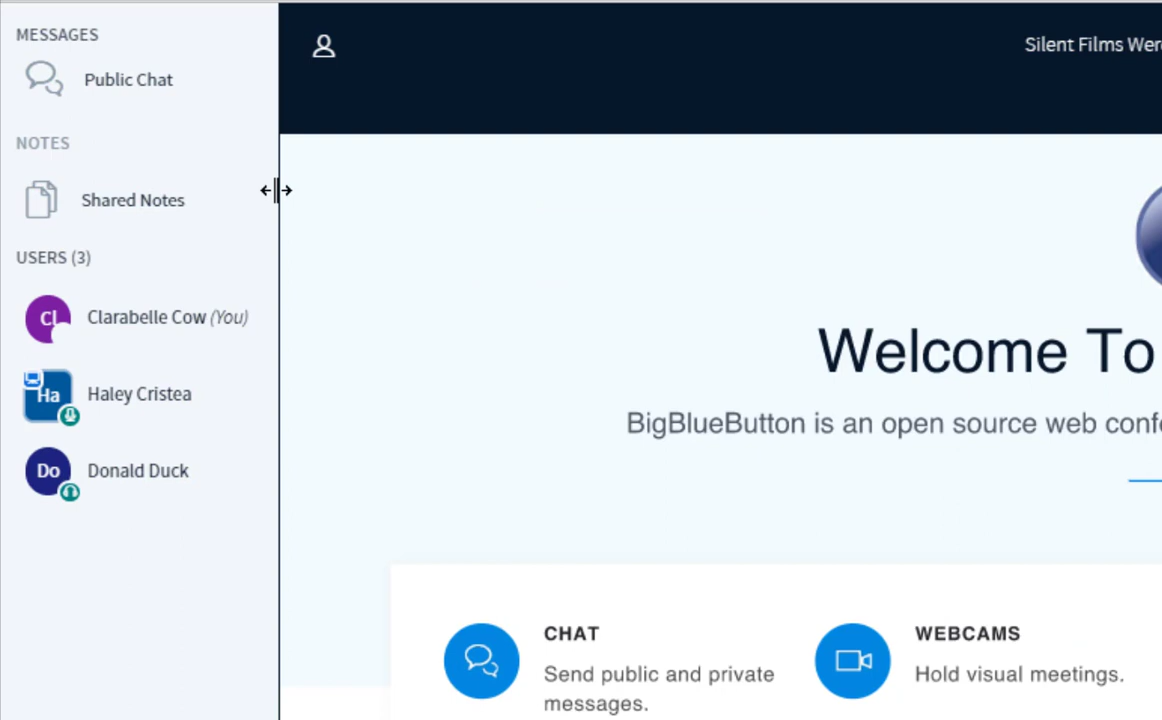 MESSAGES
Public Chat
NOTES
Shared Notes
USERS (3)
Cl
Clarabelle Cow (You)
Ha
Haley Cristea
Do
Donald Duck
Silent Films Wer
Welcome To
BigBlueButton is an open source web conf
CHAT
Send public and private
messages.
WEBCAMS
Hold visual meetings.